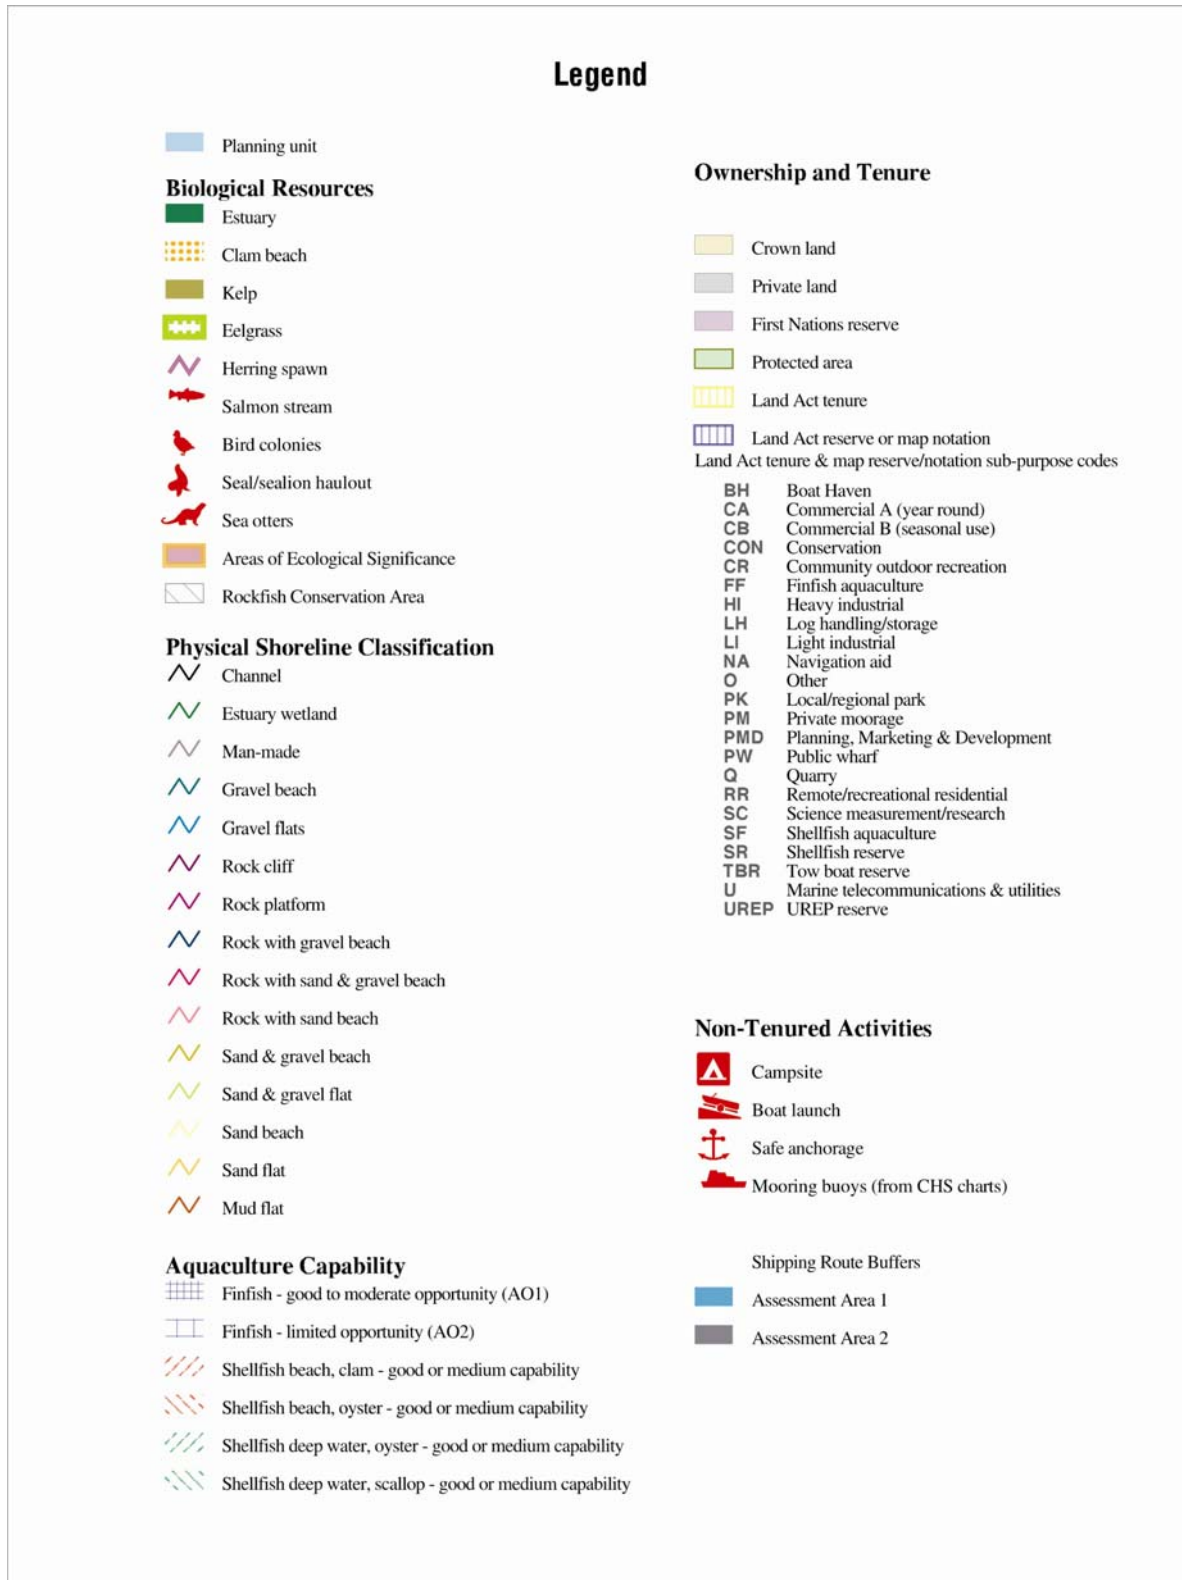 Legend
Planning unit
Biological Resources
Estuary
Clam beach
Kelp
Eelgrass
Herring spawn
Salmon stream
Bird colonies
Seal/sealion haulout
Sea otters
Areas of Ecological Significance
Rockfish Conservation Area
Physical Shoreline Classification
Channel
Estuary wetland
Man-made
Gravel beach
Gravel flats
Rock cliff
Rock platform
Rock with gravel beach
Rock with sand & gravel beach
Rock with sand beach
Sand & gravel beach
Sand & gravel flat
Sand beach
Sand flat
Mud flat
Aquaculture Capability
Finfish - good to moderate opportunity (AO1)
Finfish - limited opportunity (AO2)
Shellfish beach, clam - good or medium capability
Shellfish beach, oyster - good or medium capability
Shellfish deep water, oyster - good or medium capability
Shellfish deep water, scallop - good or medium capability
Ownership and Tenure
Crown land
Private land
First Nations reserve
Protected area
Land Act tenure
Land Act reserve or map notation
Land Act tenure & map reserve/notation sub-purpose codes
BH Boat Haven
CA Commercial A (year round)
CB Commercial B (seasonal use)
CON Conservation
CR Community outdoor recreation
FF Finfish aquaculture
HI Heavy industrial
LH Log handling/storage
LI Light industrial
NA Navigation aid
O Other
PK Local/regional park
PM Private moorage
PMD Planning, Marketing & Development
PW Public wharf
Q Quarry
RR Remote/recreational residential
SC Science measurement/research
SF Shellfish aquaculture
SR Shellfish reserve
TBR Tow boat reserve
U Marine telecommunications & utilities
UREP UREP reserve
Non-Tenured Activities
Campsite
Boat launch
Safe anchorage
Mooring buoys (from CHS charts)
Shipping Route Buffers
Assessment Area 1
Assessment Area 2